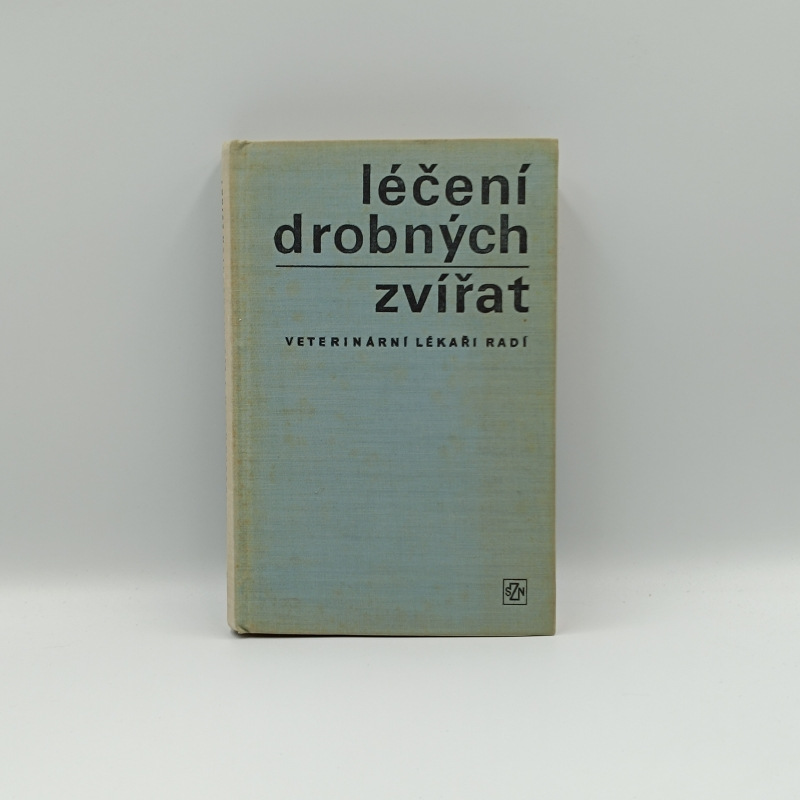 léčení
drobných
zvířat
VETERINÁRNÍ LÉKAŘI RADÍ
SZN